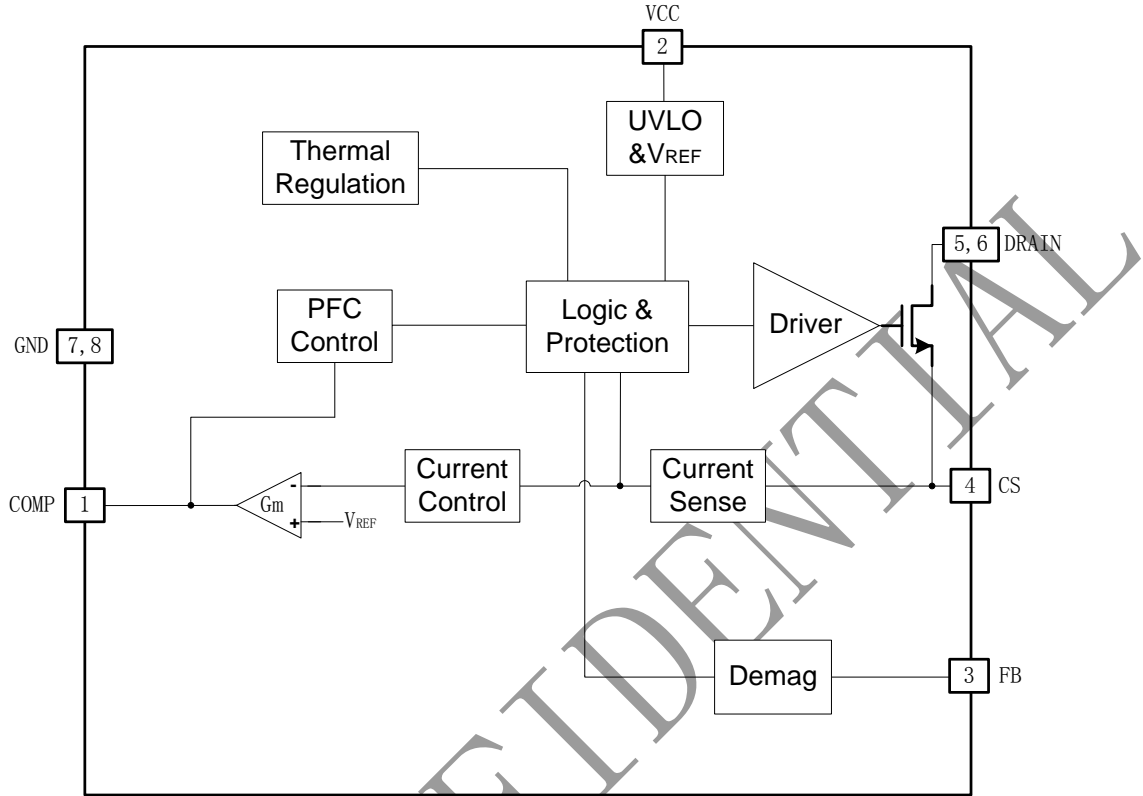 VCC
2
UVLO
&VREF
Thermal
Regulation
5,6 DRAIN
PFC
Control
Logic &
Protection
Driver
GND 7,8
COMP 1
Gm
-
+
VREF
Current
Control
Current
Sense
4 CS
Demag
3 FB
FIDENTIAL